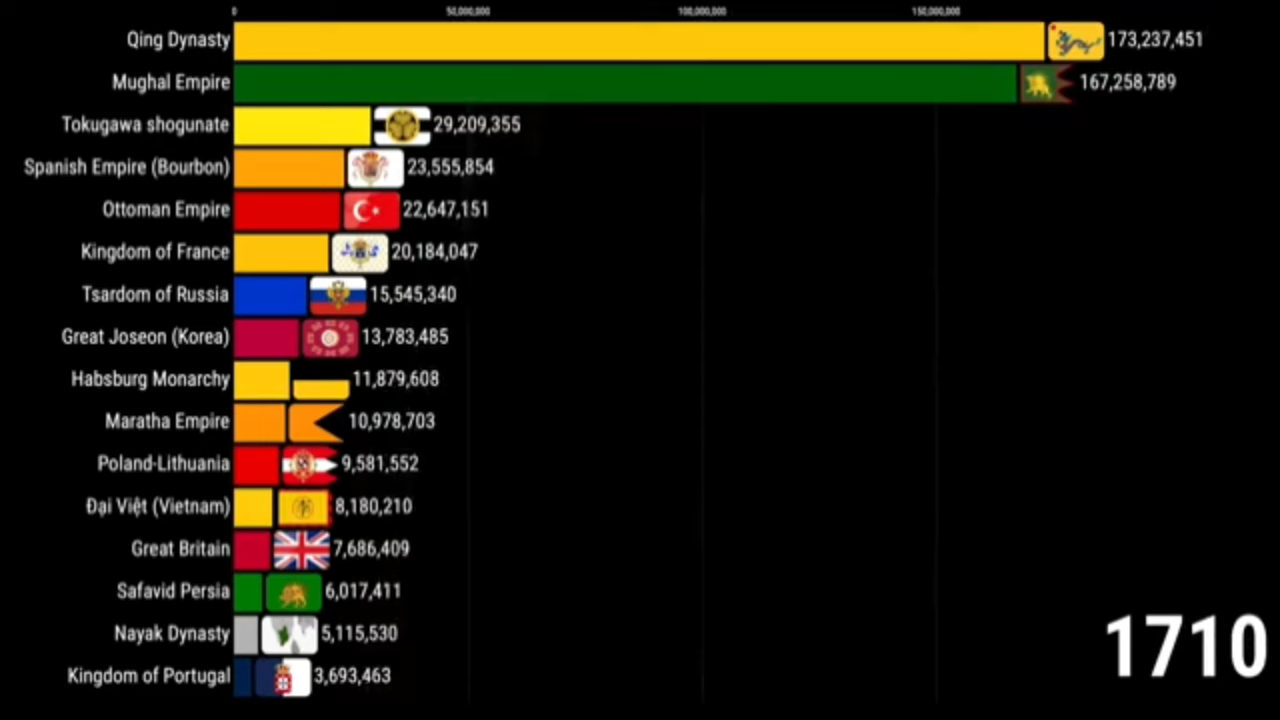 0 50,000,000 100,000,000 150,000,000
Qing Dynasty 173,237,451
Mughal Empire 167,258,789
Tokugawa shogunate 29,209,355
Spanish Empire (Bourbon) 23,555,854
Ottoman Empire 22,647,151
Kingdom of France 20,184,047
Tsardom of Russia 15,545,340
Great Joseon (Korea) 13,783,485
Habsburg Monarchy 11,879,608
Maratha Empire 10,978,703
Poland-Lithuania 9,581,552
Đại Việt (Vietnam) 8,180,210
Great Britain 7,686,409
Safavid Persia 6,017,411
Nayak Dynasty 5,115,530
Kingdom of Portugal 3,693,463
1710